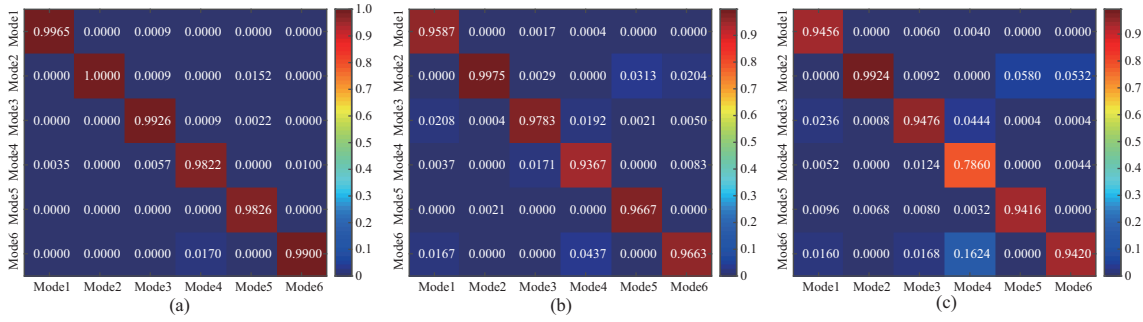 Mode1 0.9965 0.0000 0.0009 0.0000 0.0000 0.0000
Mode2 0.0000 1.0000 0.0009 0.0000 0.0152 0.0000
Mode3 0.0000 0.0000 0.9926 0.0009 0.0022 0.0000
Mode4 0.0035 0.0000 0.0057 0.9822 0.0000 0.0100
Mode5 0.0000 0.0000 0.0000 0.0000 0.9826 0.0000
Mode6 0.0000 0.0000 0.0000 0.0170 0.0000 0.9900
Mode1 Mode2 Mode3 Mode4 Mode5 Mode6
1.0
0.9
0.8
0.7
0.6
0.5
0.4
0.3
0.2
0.1
0
(a)
Mode1 0.9587 0.0000 0.0017 0.0004 0.0000 0.0000
Mode2 0.0000 0.9975 0.0029 0.0000 0.0313 0.0204
Mode3 0.0208 0.0004 0.9783 0.0192 0.0021 0.0050
Mode4 0.0037 0.0000 0.0171 0.9367 0.0000 0.0083
Mode5 0.0000 0.0021 0.0000 0.0000 0.9667 0.0000
Mode6 0.0167 0.0000 0.0000 0.0437 0.0000 0.9663
Mode1 Mode2 Mode3 Mode4 Mode5 Mode6
0.9
0.8
0.7
0.6
0.5
0.4
0.3
0.2
0.1
0
(b)
Mode1 0.9456 0.0000 0.0060 0.0040 0.0000 0.0000
Mode2 0.0000 0.9924 0.0092 0.0000 0.0580 0.0532
Mode3 0.0236 0.0008 0.9476 0.0444 0.0004 0.0004
Mode4 0.0052 0.0000 0.0124 0.7860 0.0000 0.0044
Mode5 0.0096 0.0068 0.0080 0.0032 0.9416 0.0000
Mode6 0.0160 0.0000 0.0168 0.1624 0.0000 0.9420
Mode1 Mode2 Mode3 Mode4 Mode5 Mode6
0.9
0.8
0.7
0.6
0.5
0.4
0.3
0.2
0.1
0
(c)